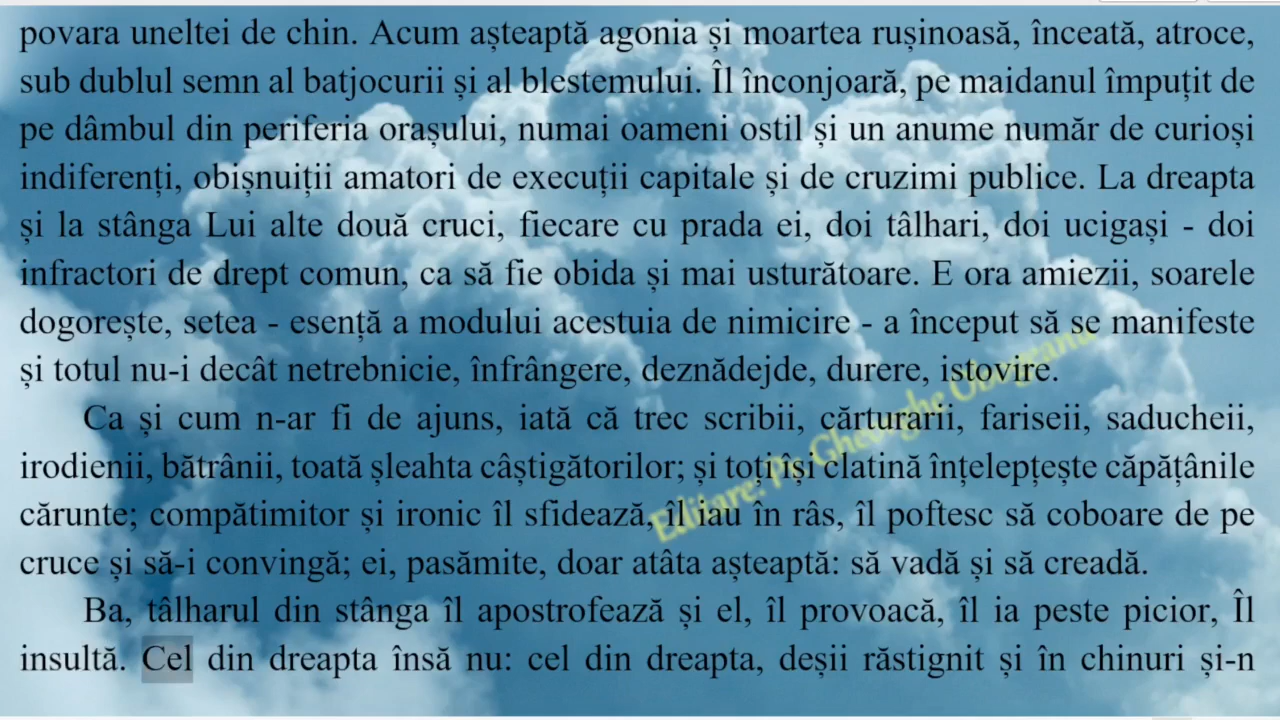 povara uneltei de chin. Acum așteaptă agonia și moartea rușinoasă, înceată, atroce,
sub dublul semn al batjocurii și al blestemului. Îl înconjoară, pe maidanul împuțit de
pe dâmbul din periferia orașului, numai oameni ostil și un anume număr de curioși
indiferenți, obișnuiții amatori de execuții capitale și de cruzimi publice. La dreapta
și la stânga Lui alte două cruci, fiecare cu prada ei, doi tâlhari, doi ucigași - doi
infractori de drept comun, ca să fie obida și mai usturătoare. E ora amiezii, soarele
dogorește, setea - esență a modului acestuia de nimicire - a început să se manifeste
și totul nu-i decât netrebnicie, înfrângere, deznădejde, durere, istovire.
Ca și cum n-ar fi de ajuns, iată că trec scribii, cărturarii, fariseii, saducheii,
irodienii, bătrânii, toată șleahta câștigătorilor; și toți își clatină înțelepțește căpățânile
cărunte; compătimitor și ironic îl sfidează, îl iau în râs, îl poftesc să coboare de pe
cruce și să-i convingă; ei, pasămite, doar atâta așteaptă: să vadă și să creadă.
Ba, tâlharul din stânga îl apostrofează și el, îl provoacă, îl ia peste picior, Îl
insultă. Cel din dreapta însă nu: cel din dreapta, deșii răstignit și în chinuri și-n
Editare: Ps Gheorghe